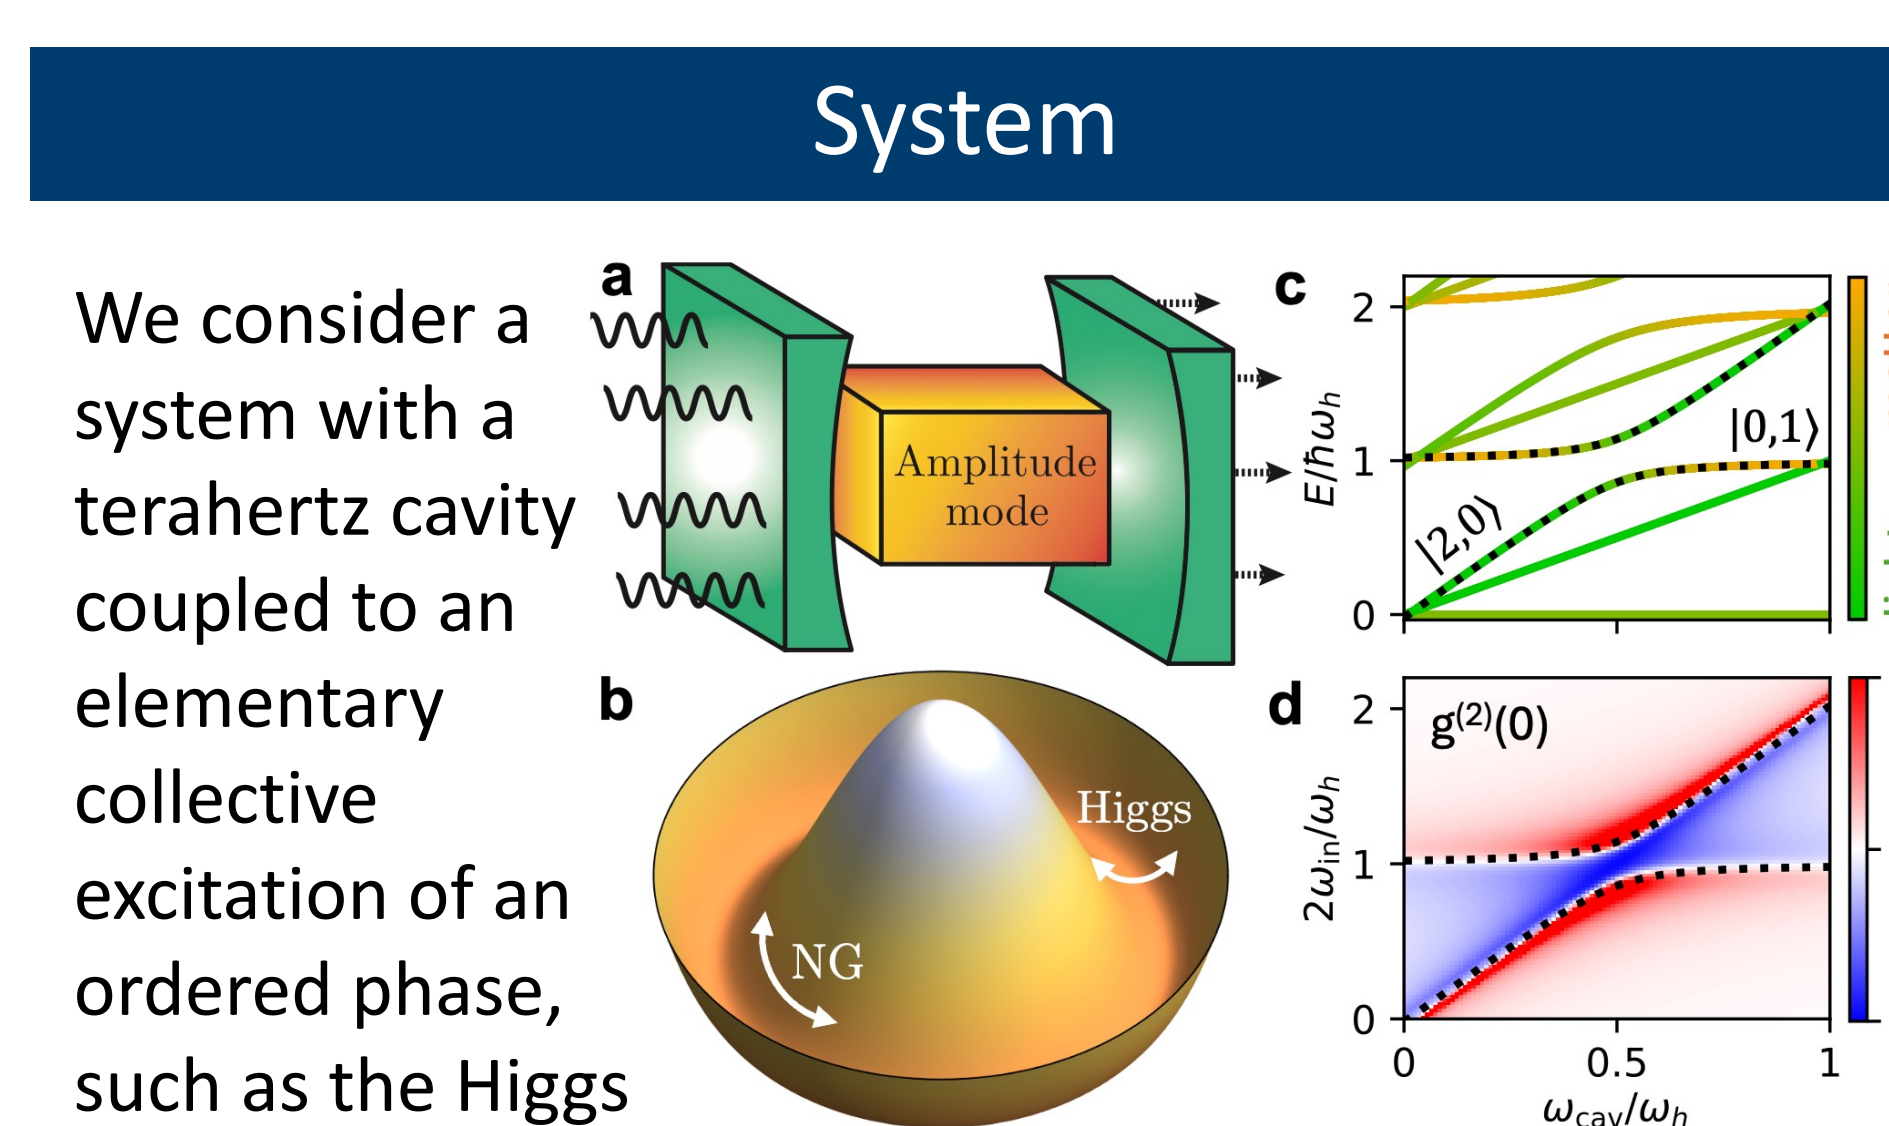 System
We consider a
system with a
terahertz cavity
coupled to an
elementary
collective
excitation of an
ordered phase,
such as the Higgs
a
Amplitude
mode
b
Higgs
NG
c
E/ħω_h
2
1
0
|0,1⟩
|2,0⟩
d
g⁽²⁾(0)
2ω_in/ω_h
2
1
0
0 0.5 1
ω_cav/ω_h